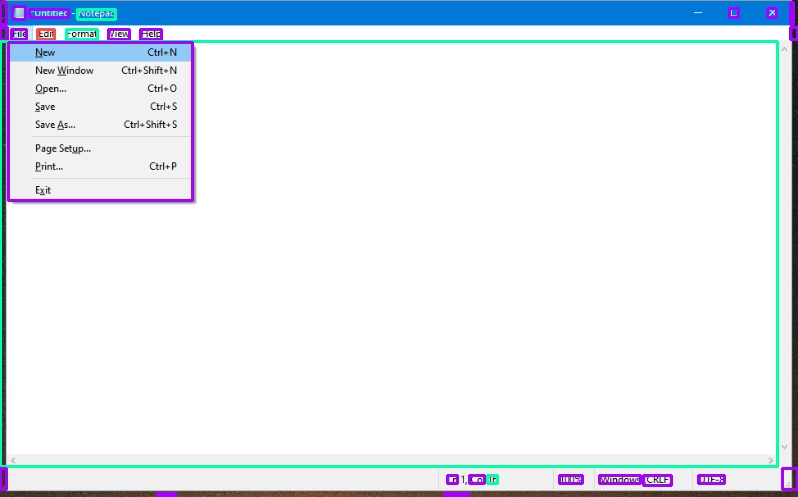 *Untitled - Notepad
File Edit Format View Help
New Ctrl+N
New Window Ctrl+Shift+N
Open... Ctrl+O
Save Ctrl+S
Save As... Ctrl+Shift+S
Page Setup... 
Print... Ctrl+P
Exit
Ln 1, Col 100% Windows (CRLF) UTF-8